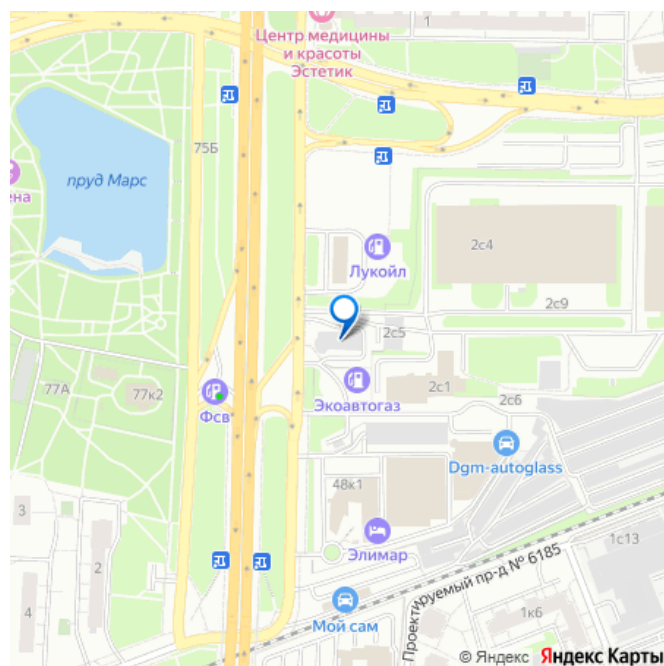 1
Центр медицины
и красоты
Эстетик
75Б
пруд Марс
ена
2с4
Лукойл
2с9
2с5
77А
77к2
Фсв
Экоавтогаз
2с1
2с6
Dgm-autoglass
48к1
3
Элимар
2
1с13
4
Мой сам
Проектируемый пр-д № 6185
1к6
© Яндекс Яндекс Карты